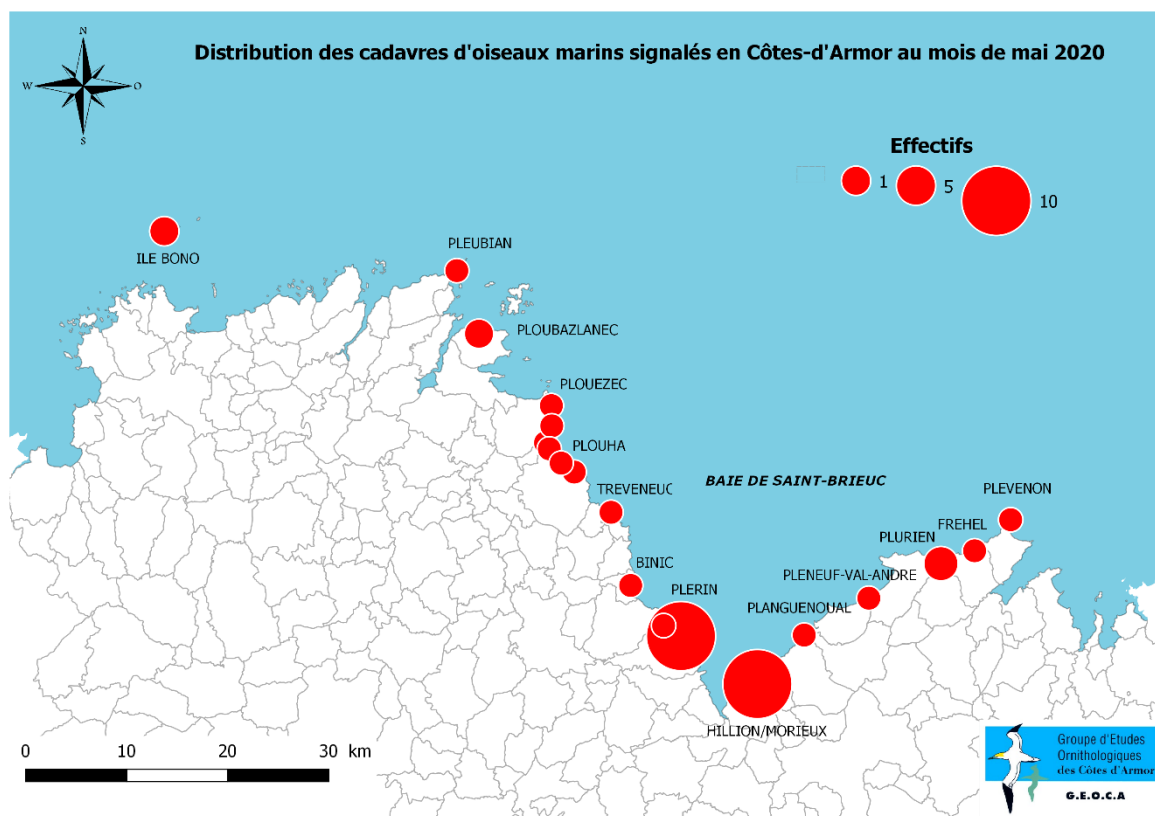 Distribution des cadavres d'oiseaux marins signalés en Côtes-d'Armor au mois de mai 2020
N
W
O
S
Effectifs
1
5
10
ILE BONO
PLEUBIAN
PLOUBAZLANEC
PLOUEZEC
PLOUHA
TREVENEUC
BAIE DE SAINT-BRIEUC
PLEVENON
FREHEL
PLURIEN
BINIC
PLENEUF-VAL-ANDRE
PLERIN
PLANGUENOUAL
HILLION/MORIEUX
0 10 20 30 km
Groupe d'Etudes
Ornithologiques
des Côtes d'Armor
G.E.O.C.A